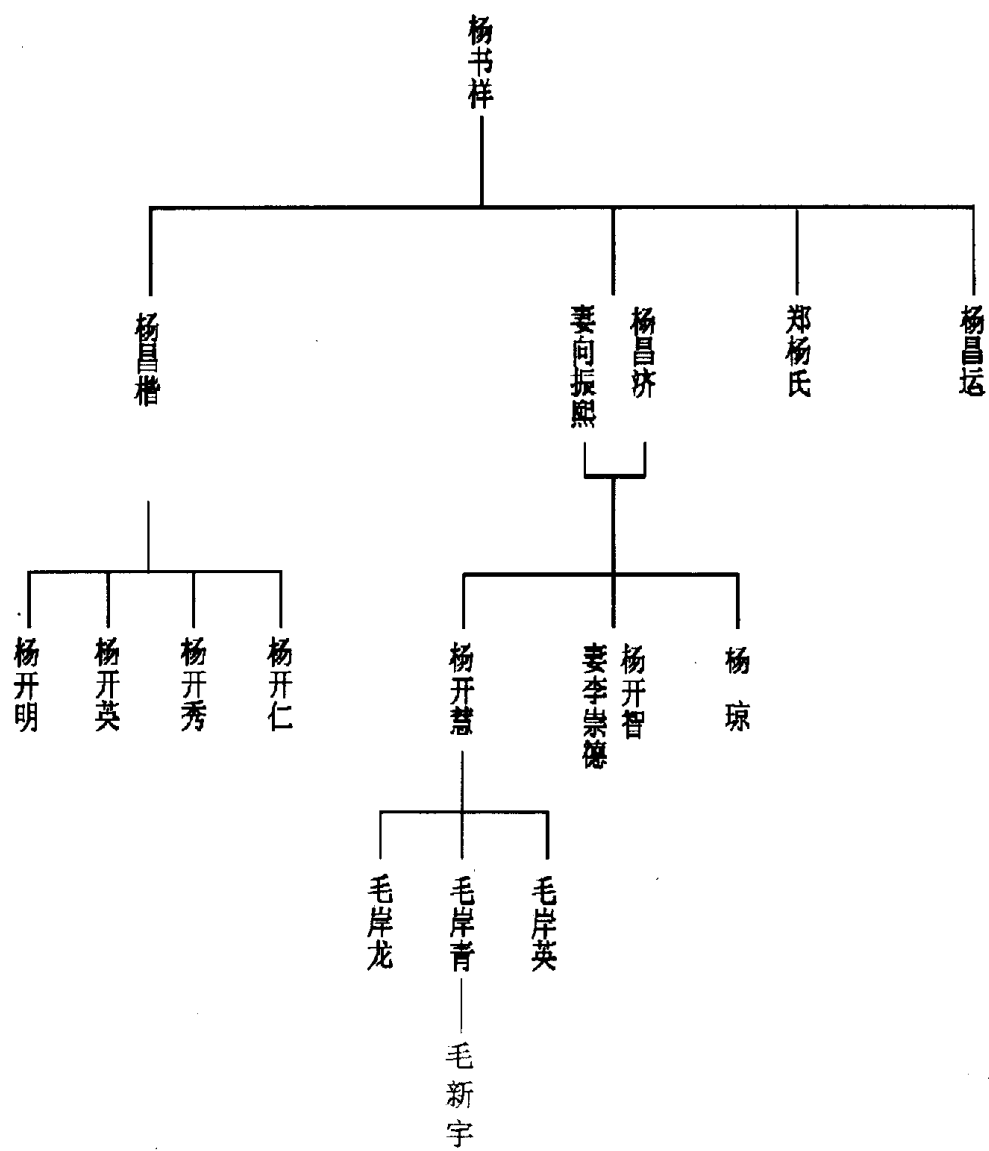 杨书样
杨昌楷
妻向振熙
杨昌济
郑杨氏
杨昌运
杨开明
杨开英
杨开秀
杨开仁
杨开慧
妻李崇德
杨开智
杨琼
毛岸龙
毛岸青
毛岸英
毛新宇